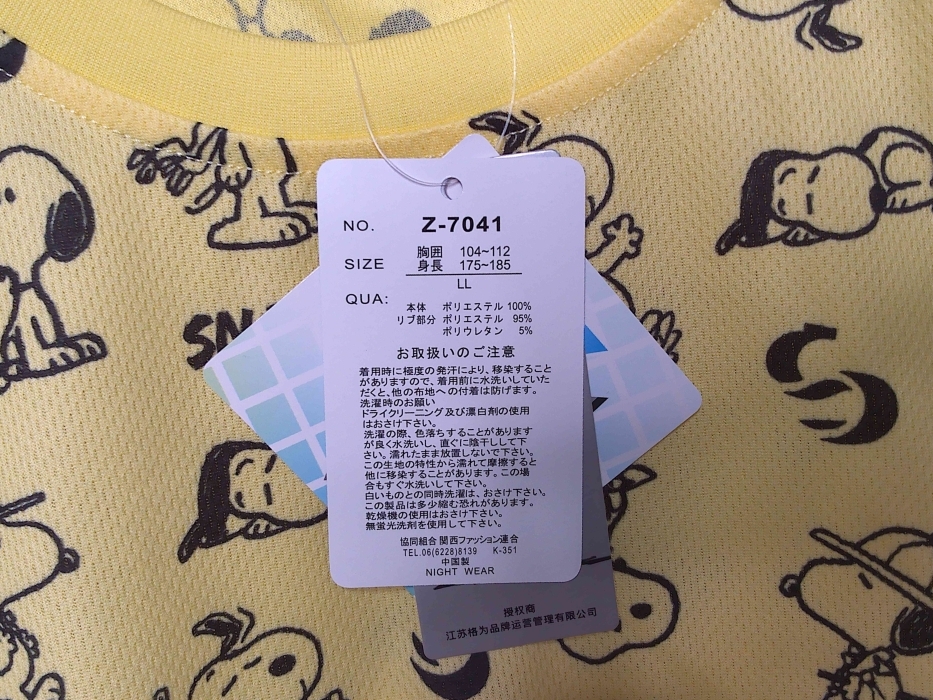 NO. Z-7041
SIZE 胸囲 104~112
身長 175~185
LL
QUA: 本体 ポリエステル 100%
リブ部分 ポリエステル 95%
ポリウレタン 5%
お取扱いのご注意
着用時に極度の発汗により、移染すること
がありますので、着用前に水洗いしていた
だくと、他の布地への付着は防げます。
洗濯時のお願い
ドライクリーニング及び漂白剤の使用
はおさけ下さい。
洗濯の際、色落ちすることがあります
が良く水洗いし、直ぐに陰干しして下
さい。濡れたまま放置しないで下さい。
この生地の特性から濡れて摩擦すると
他に移染することがあります。この場
合もすぐ水洗いして下さい。
白いものとの同時洗濯は、おさけ下さい。
この製品は多少縮む恐れがあります。
乾燥機の使用はおさけ下さい。
無蛍光洗剤を使用して下さい。
協同組合 関西ファッション連合
TEL.06(6228)8139 K-351
中国製
NIGHT WEAR
授权商
江苏格为品牌运营管理有限公司